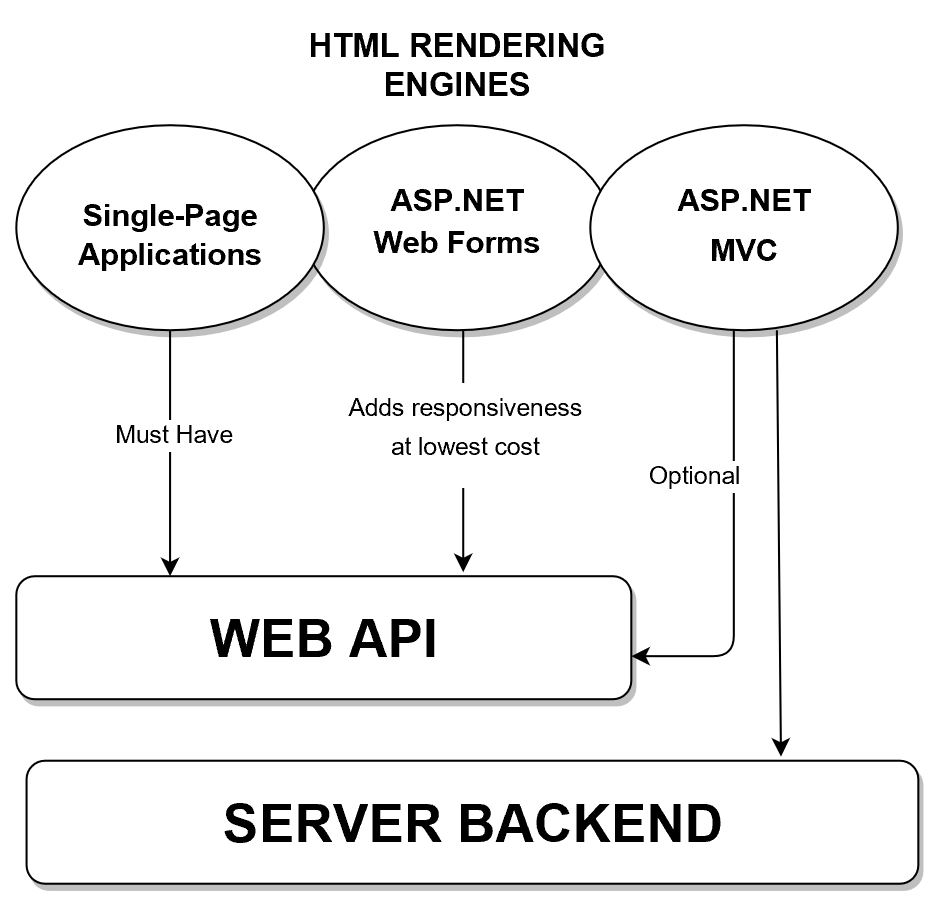 HTML RENDERING
ENGINES
Single-Page
Applications
ASP.NET
Web Forms
ASP.NET
MVC
Must Have
Adds responsiveness
at lowest cost
Optional
WEB API
SERVER BACKEND